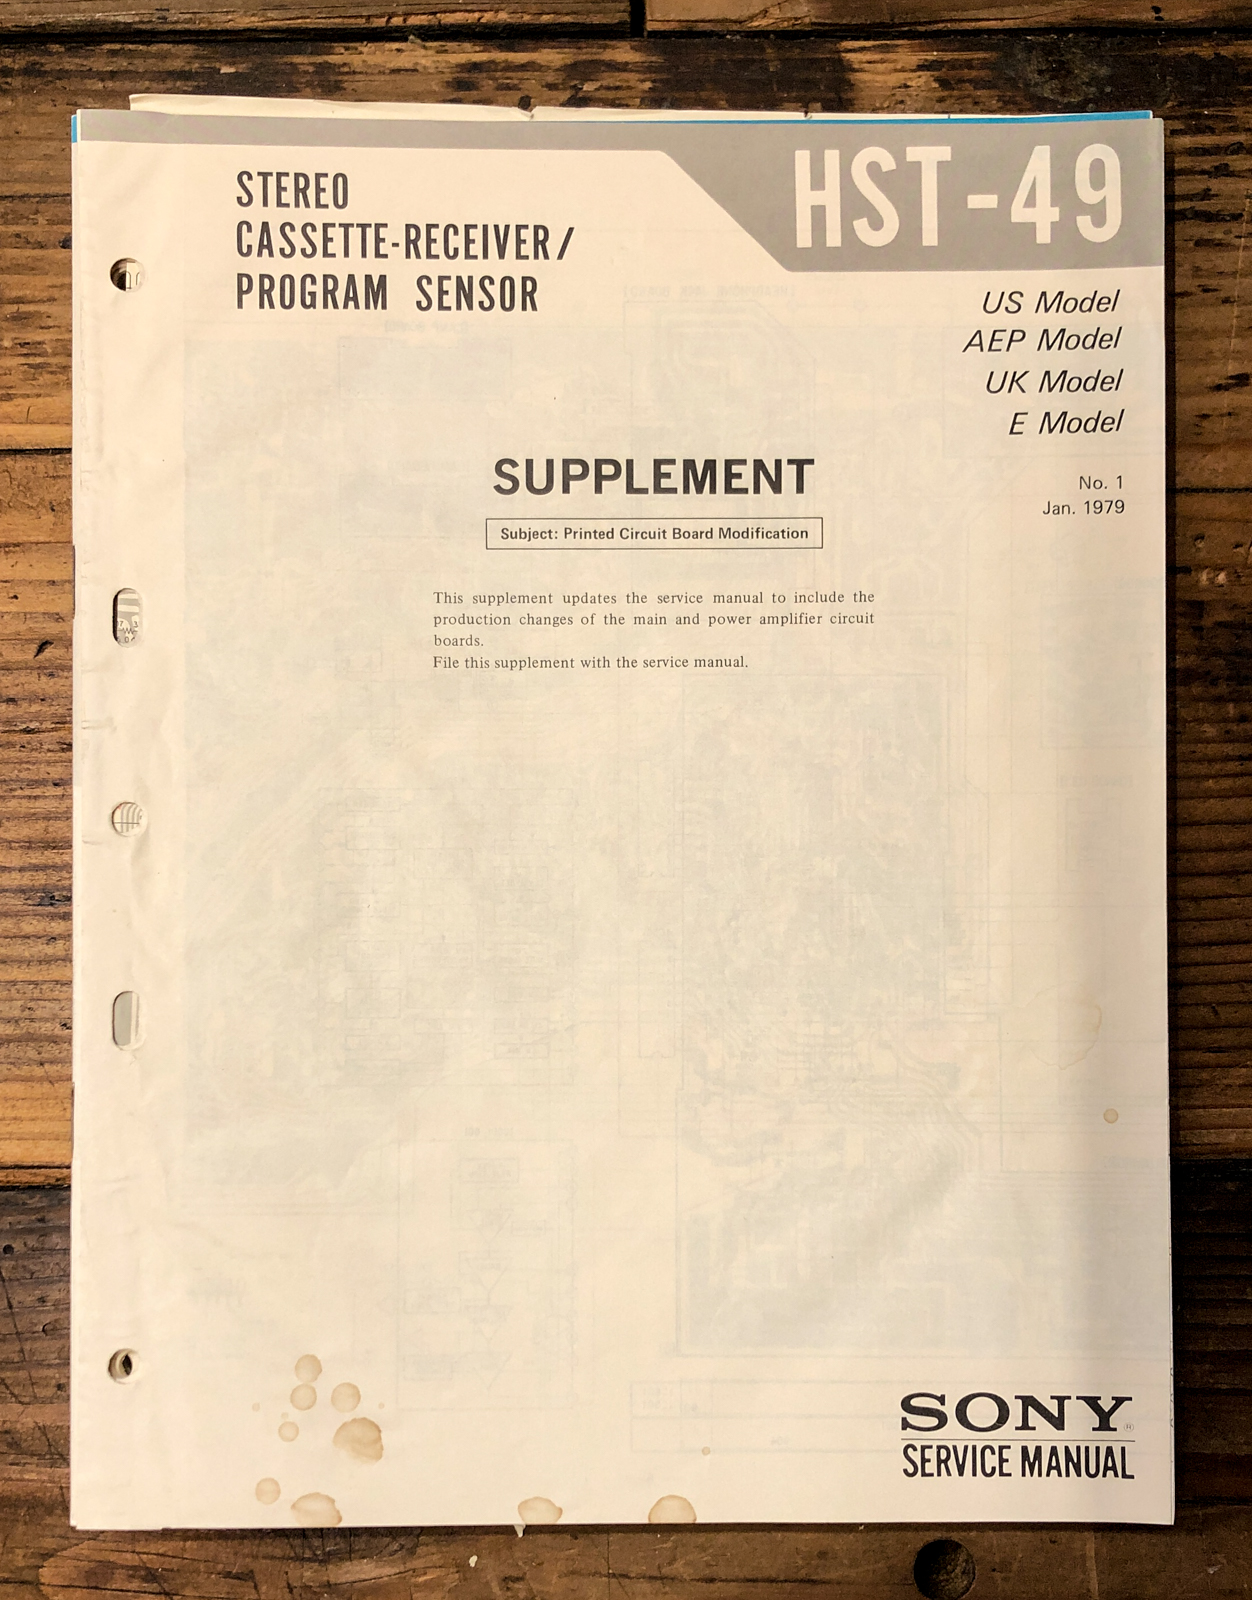 STEREO
CASSETTE-RECEIVER/
PROGRAM SENSOR
HST-49
US Model
AEP Model
UK Model
E Model
No. 1
Jan. 1979
SUPPLEMENT
Subject: Printed Circuit Board Modification
This supplement updates the service manual to include the
production changes of the main and power amplifier circuit
boards.
File this supplement with the service manual.
SONY®
SERVICE MANUAL